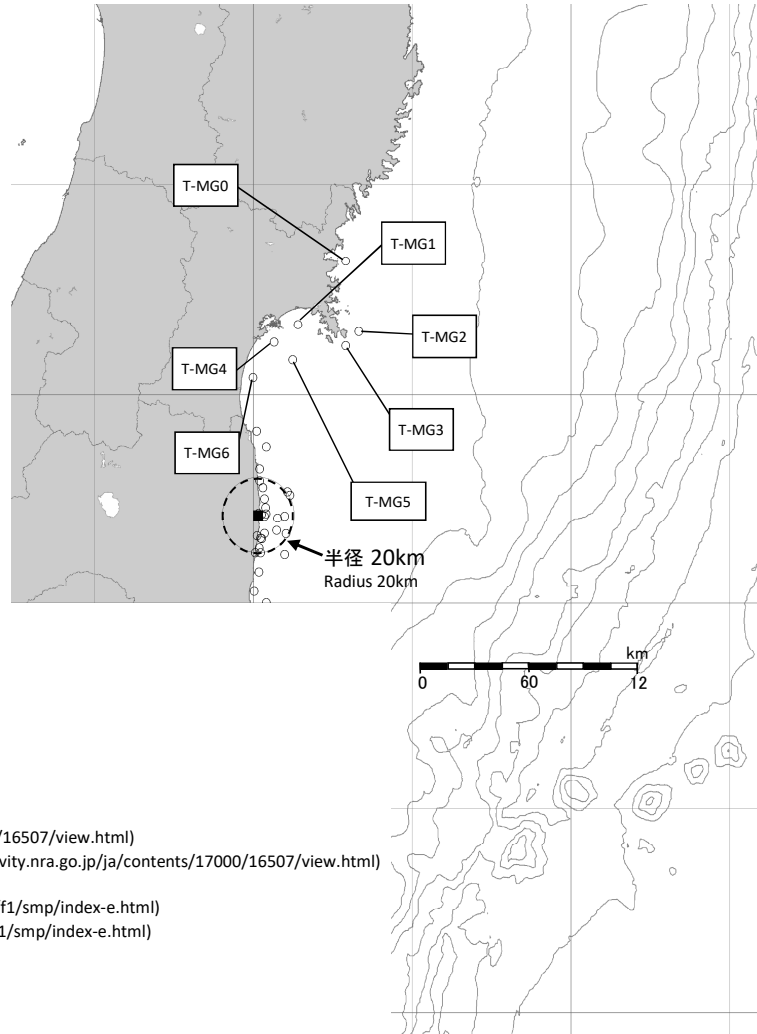 T-MG0
T-MG1
T-MG2
T-MG4
T-MG3
T-MG6
T-MG5
半径 20km
Radius 20km
km
0 60 12
/16507/view.html)
vity.nra.go.jp/ja/contents/17000/16507/view.html)
f1/smp/index-e.html)
1/smp/index-e.html)